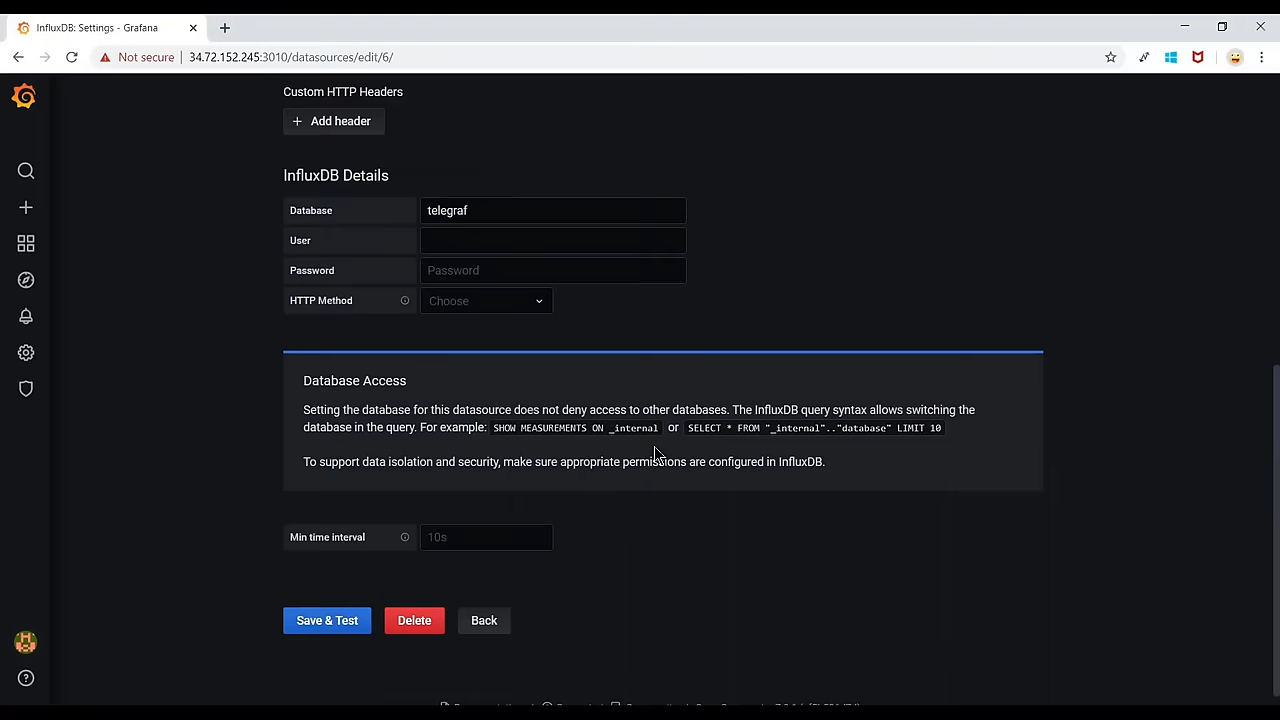 InfluxDB: Settings - Grafana
Not secure 34.72.152.245:3010/datasources/edit/6/
Custom HTTP Headers
+ Add header
InfluxDB Details
Database telegraf
User
Password Password
HTTP Method Choose
Database Access
Setting the database for this datasource does not deny access to other databases. The InfluxDB query syntax allows switching the
database in the query. For example: SHOW MEASUREMENTS ON _internal or SELECT * FROM "_internal".."database" LIMIT 10
To support data isolation and security, make sure appropriate permissions are configured in InfluxDB.
Min time interval 10s
Save & Test Delete Back